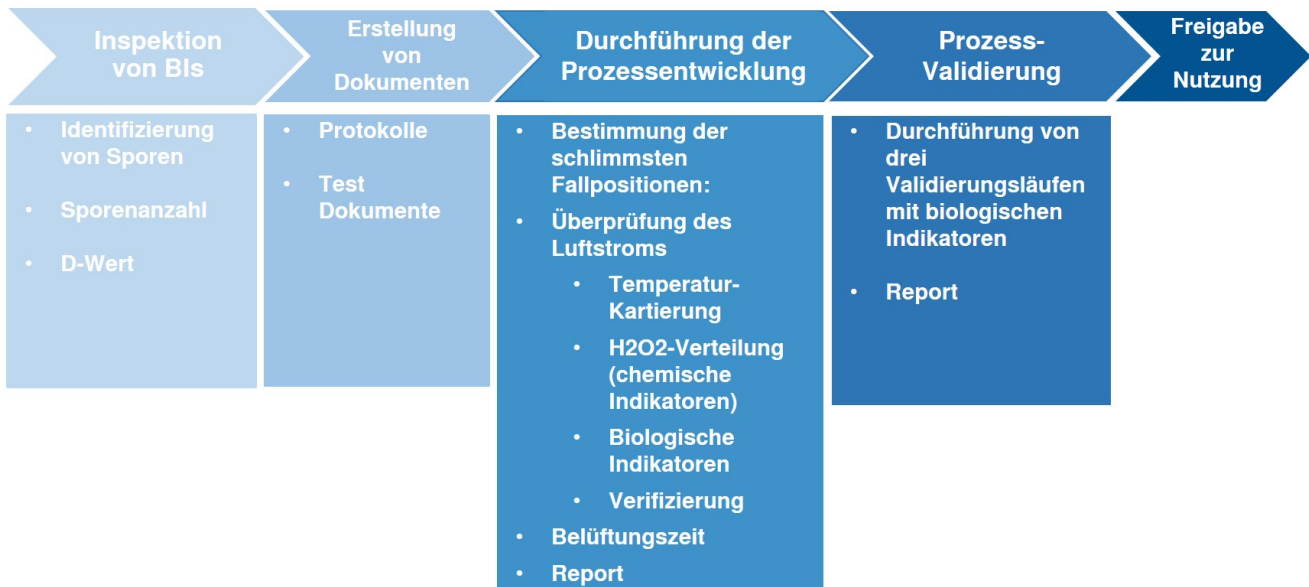 Inspektion
von BIs
Erstellung
von
Dokumenten
Durchführung der
Prozessentwicklung
Prozess-
Validierung
Freigabe
zur
Nutzung
• Identifizierung
von Sporen
• Sporenanzahl
• D-Wert
• Protokolle
• Test
Dokumente
• Bestimmung der
schlimmsten
Fallpositionen:
• Überprüfung des
Luftstroms
• Temperatur-
Kartierung
• H2O2-Verteilung
(chemische
Indikatoren)
• Biologische
Indikatoren
• Verifizierung
• Belüftungszeit
• Report
• Durchführung von
drei
Validierungsläufen
mit biologischen
Indikatoren
• Report